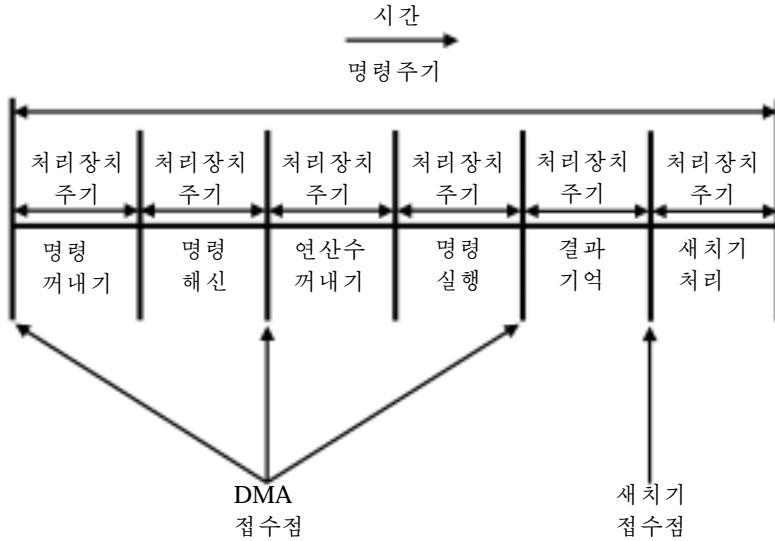 시간
명령주기
처리장치 처리장치 처리장치 처리장치 처리장치 처리장치
주기 주기 주기 주기 주기 주기
명령 명령 연산수 명령 결과 새치기
꺼내기 해신 꺼내기 실행 기억 처리
DMA 새치기
접수점 접수점